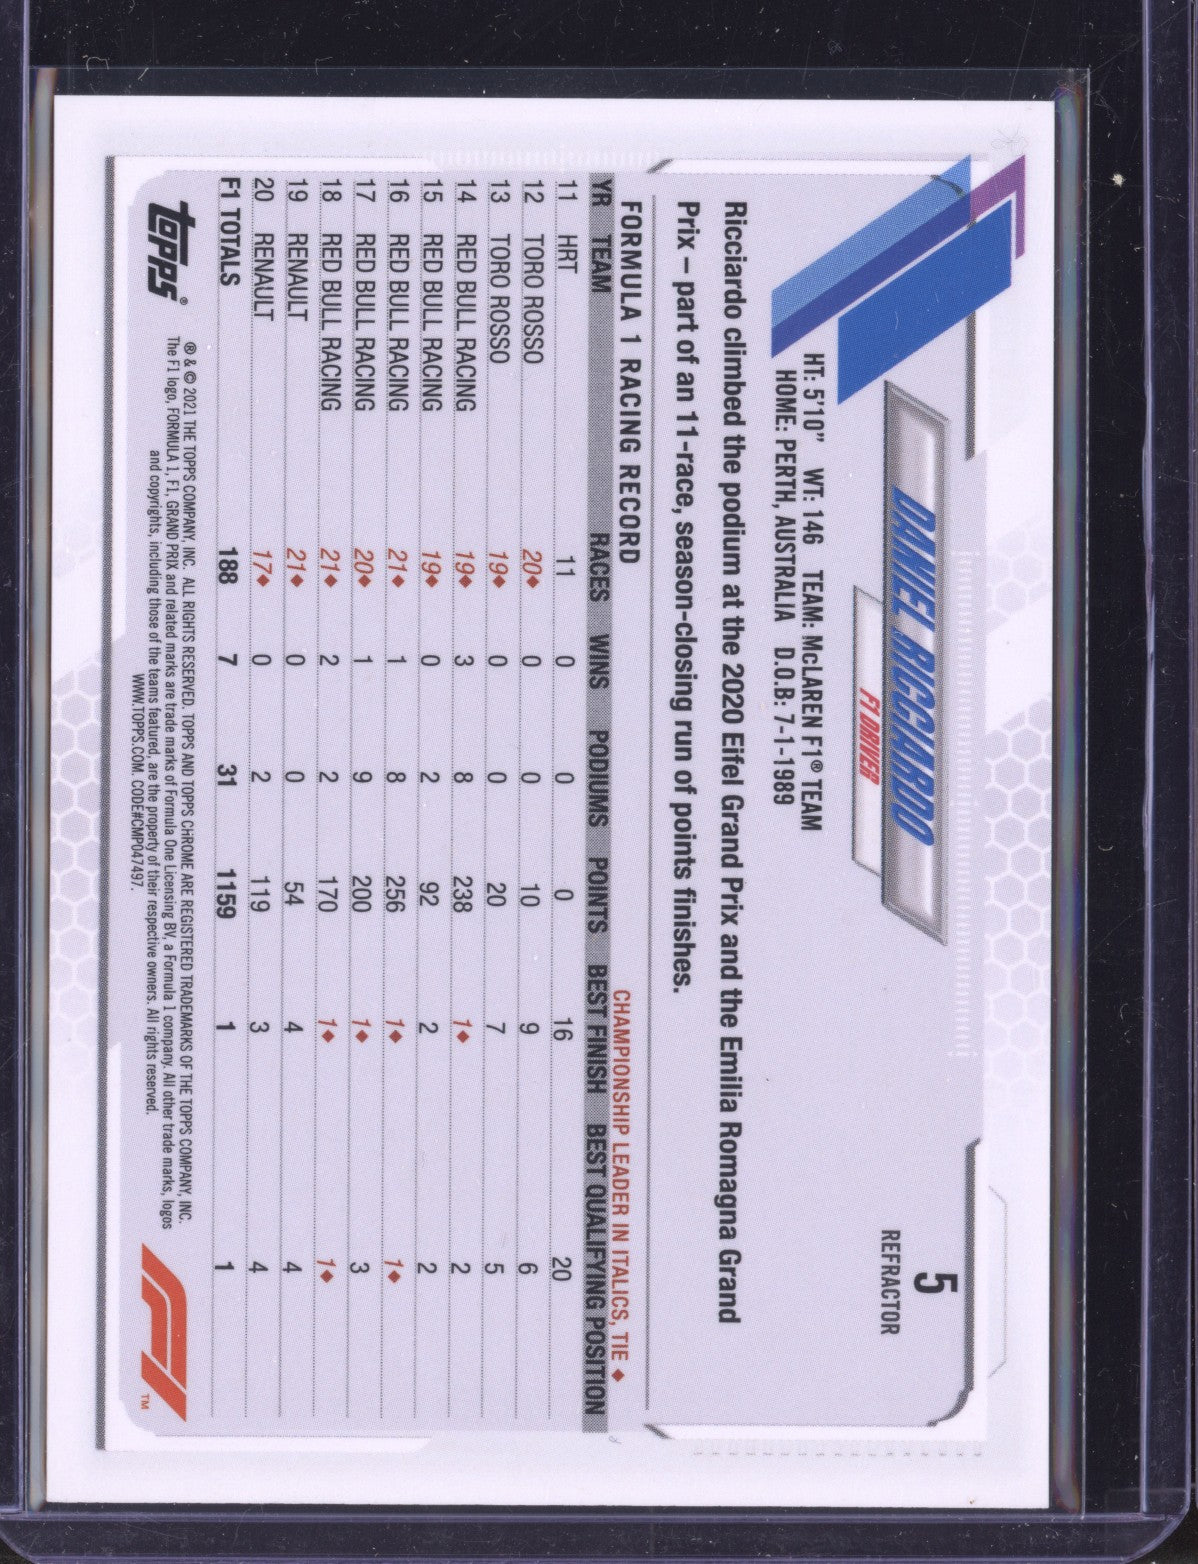 5
REFRACTOR
DANIEL RICCIARDO
F1 DRIVER
HT: 5'10" WT: 146 TEAM: McLAREN F1® TEAM
HOME: PERTH, AUSTRALIA D.O.B: 7-1-1989
Ricciardo climbed the podium at the 2020 Eifel Grand Prix and the Emilia Romagna Grand
Prix – part of an 11-race, season-closing run of points finishes.
FORMULA 1 RACING RECORD CHAMPIONSHIP LEADER IN ITALICS, TIE ♦
YR TEAM RACES WINS PODIUMS POINTS BEST FINISH BEST QUALIFYING POSITION
11 HRT 11 0 0 0 16 20
12 TORO ROSSO 20♦ 0 0 10 9 6
13 TORO ROSSO 19♦ 0 0 20 7 5
14 RED BULL RACING 19♦ 3 8 238 1♦ 2
15 RED BULL RACING 19♦ 0 2 92 2 2
16 RED BULL RACING 21♦ 1 8 256 1♦ 1♦
17 RED BULL RACING 20♦ 1 9 200 1♦ 3
18 RED BULL RACING 21♦ 2 2 170 1♦ 1♦
19 RENAULT 21♦ 0 0 54 4 4
20 RENAULT 17♦ 0 2 119 3 4
F1 TOTALS 188 7 31 1159 1 1
topps®
® & © 2021 THE TOPPS COMPANY, INC. ALL RIGHTS RESERVED. TOPPS AND TOPPS CHROME ARE REGISTERED TRADEMARKS OF THE TOPPS COMPANY, INC.
The F1 logo, FORMULA 1, F1, GRAND PRIX and related marks are trade marks of Formula One Licensing BV, a Formula 1 company. All other trade marks, logos
and copyrights, including those of the teams featured, are the property of their respective owners. All rights reserved.
WWW.TOPPS.COM. CODE#CMP047497.
F1™